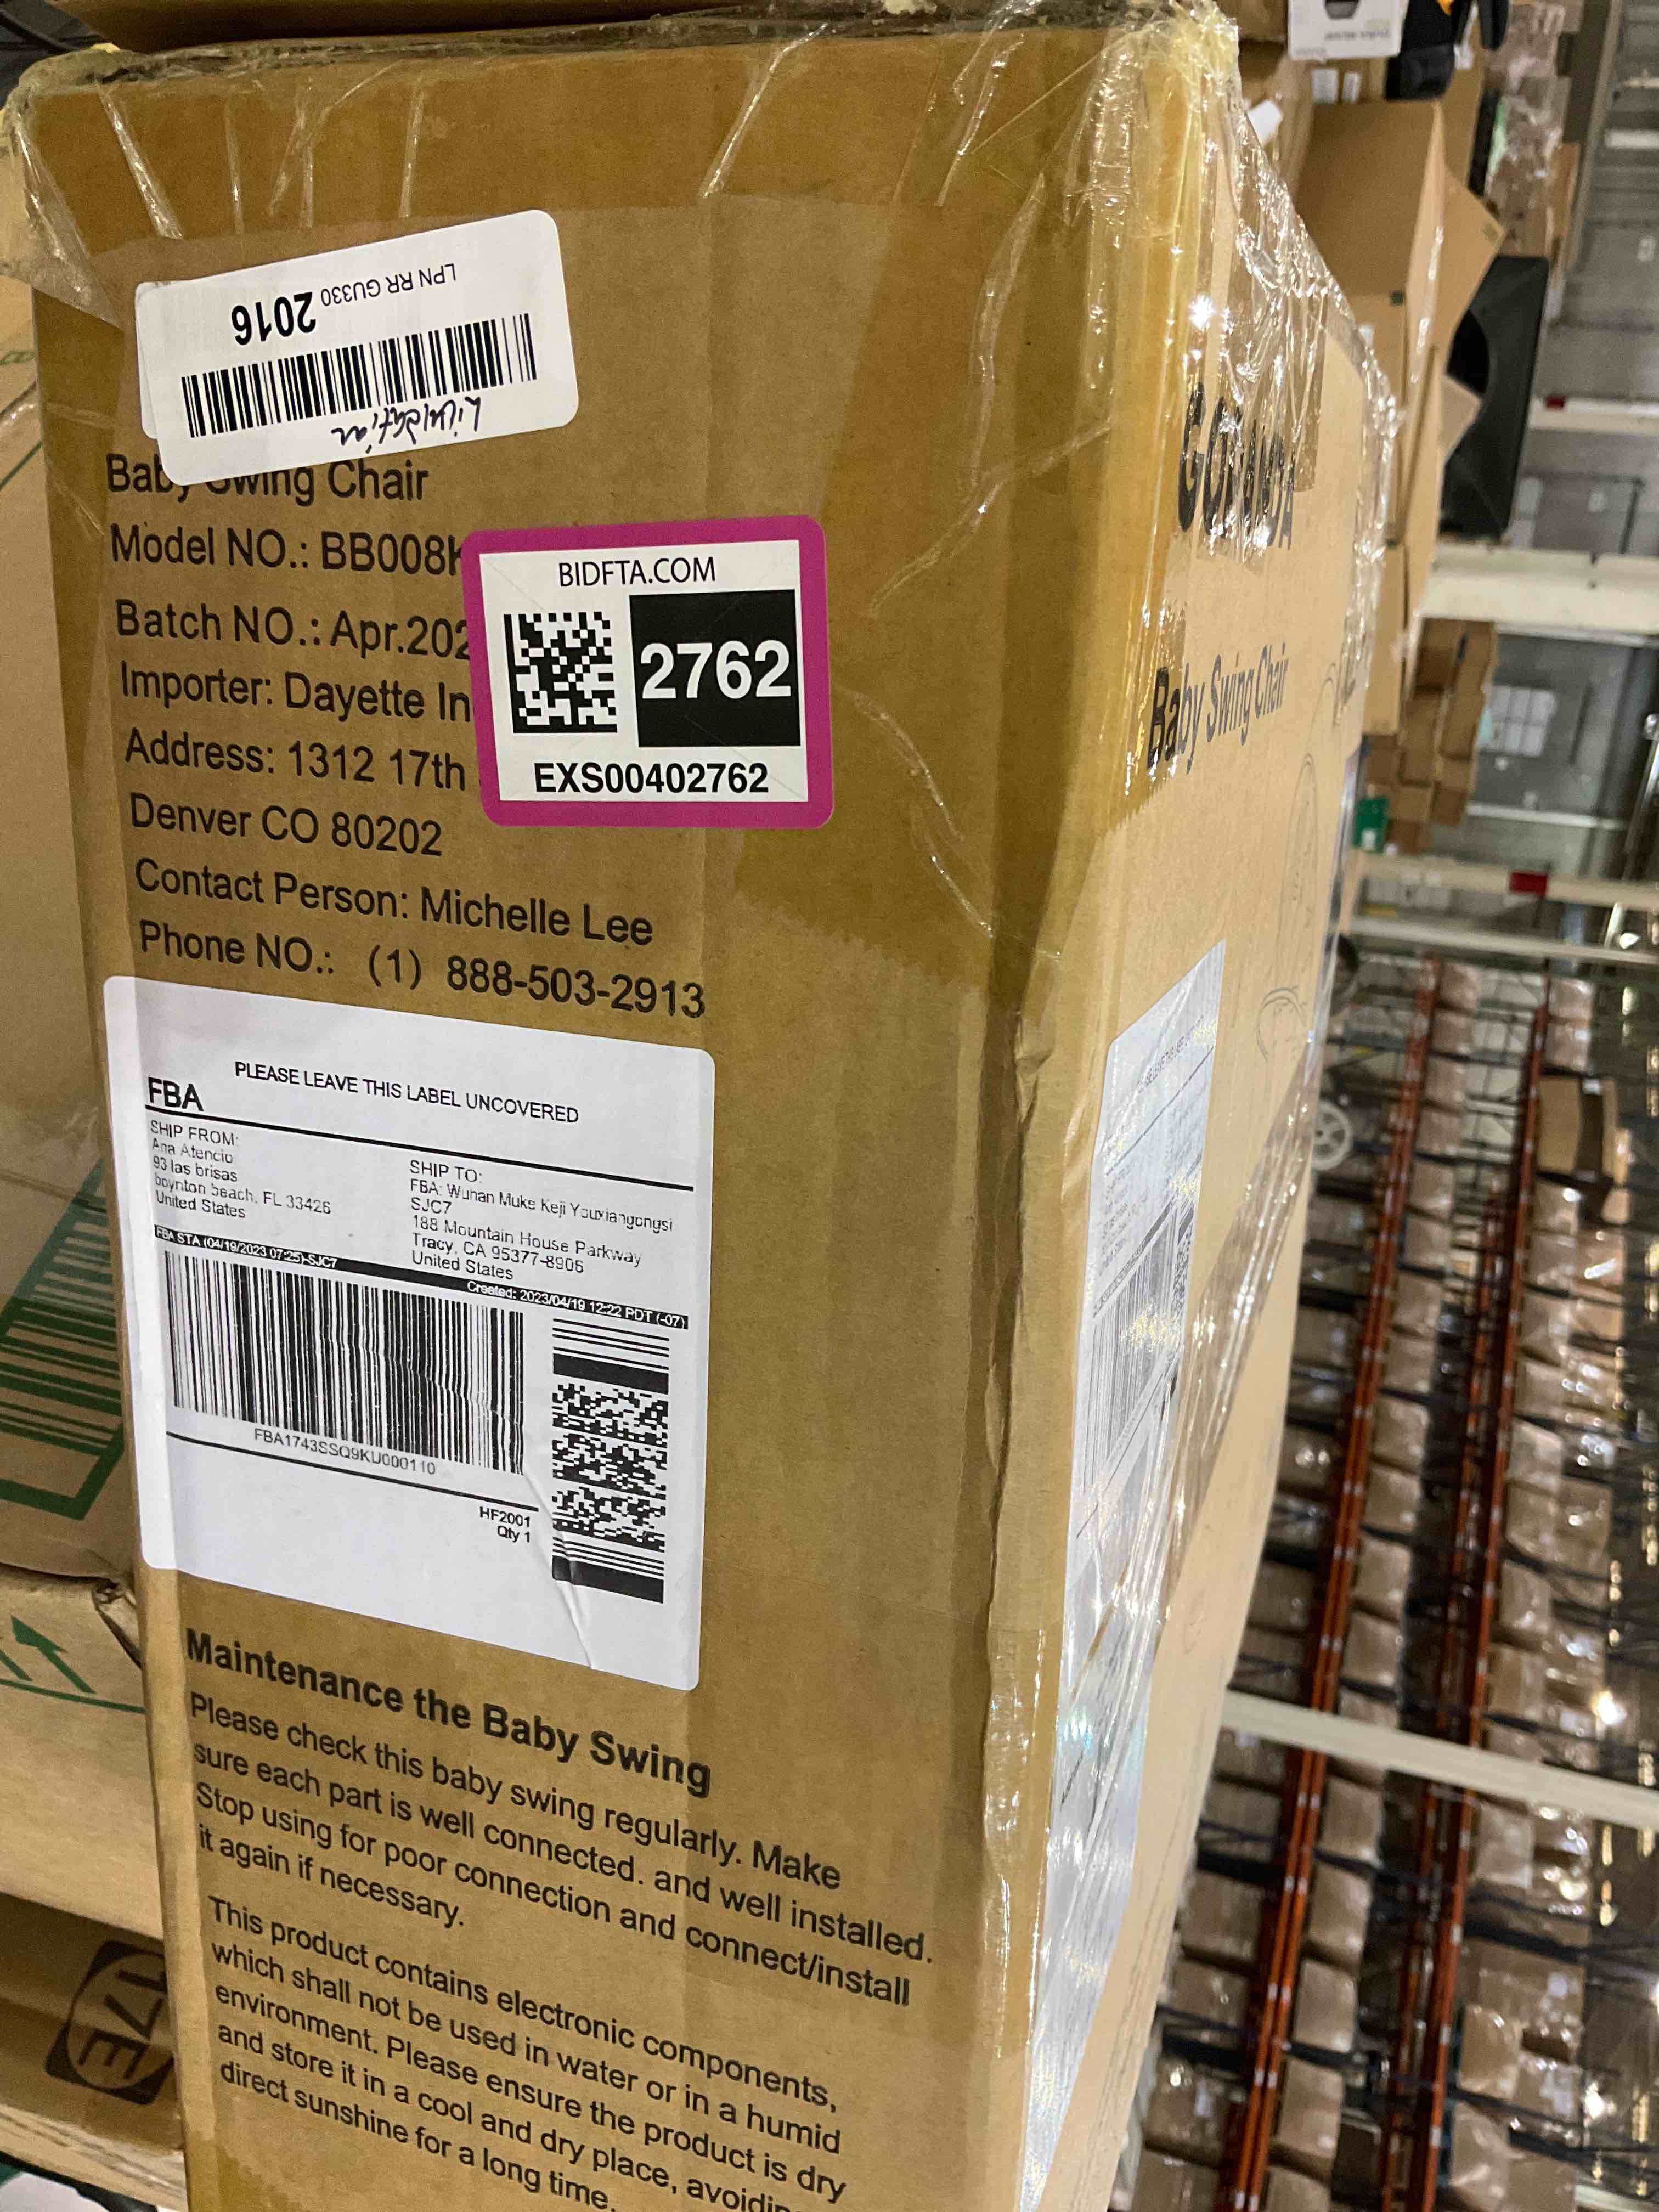 LPN RR GU330 2016
Liquidation
Baby Swing Chair
Model NO.: BB008
Batch NO.: Apr.202
Importer: Dayette In
Address: 1312 17th
Denver CO 80202
Contact Person: Michelle Lee
Phone NO.: (1) 888-503-2913
BIDFTA.COM
2762
EXS00402762
PLEASE LEAVE THIS LABEL UNCOVERED
FBA
SHIP FROM:
Ana Atencio
93 las brisas
boynton beach, FL 33426
United States
SHIP TO:
FBA: Wuhan Muke Keji Youxiangongsi
SJC7
188 Mountain House Parkway
Tracy, CA 95377-8906
United States
FBA STA (04/19/2023 07:25)-SJC7
Created: 2023/04/19 12:22 PDT (-07)
FBA1743SSQ9KU000110
HF2001
Qty 1
Maintenance the Baby Swing
Please check this baby swing regularly. Make
sure each part is well connected. and well installed.
Stop using for poor connection and connect/install
it again if necessary.
This product contains electronic components,
which shall not be used in water or in a humid
environment. Please ensure the product is dry
and store it in a cool and dry place, avoidin
direct sunshine for a long time.
Baby Swing Chair